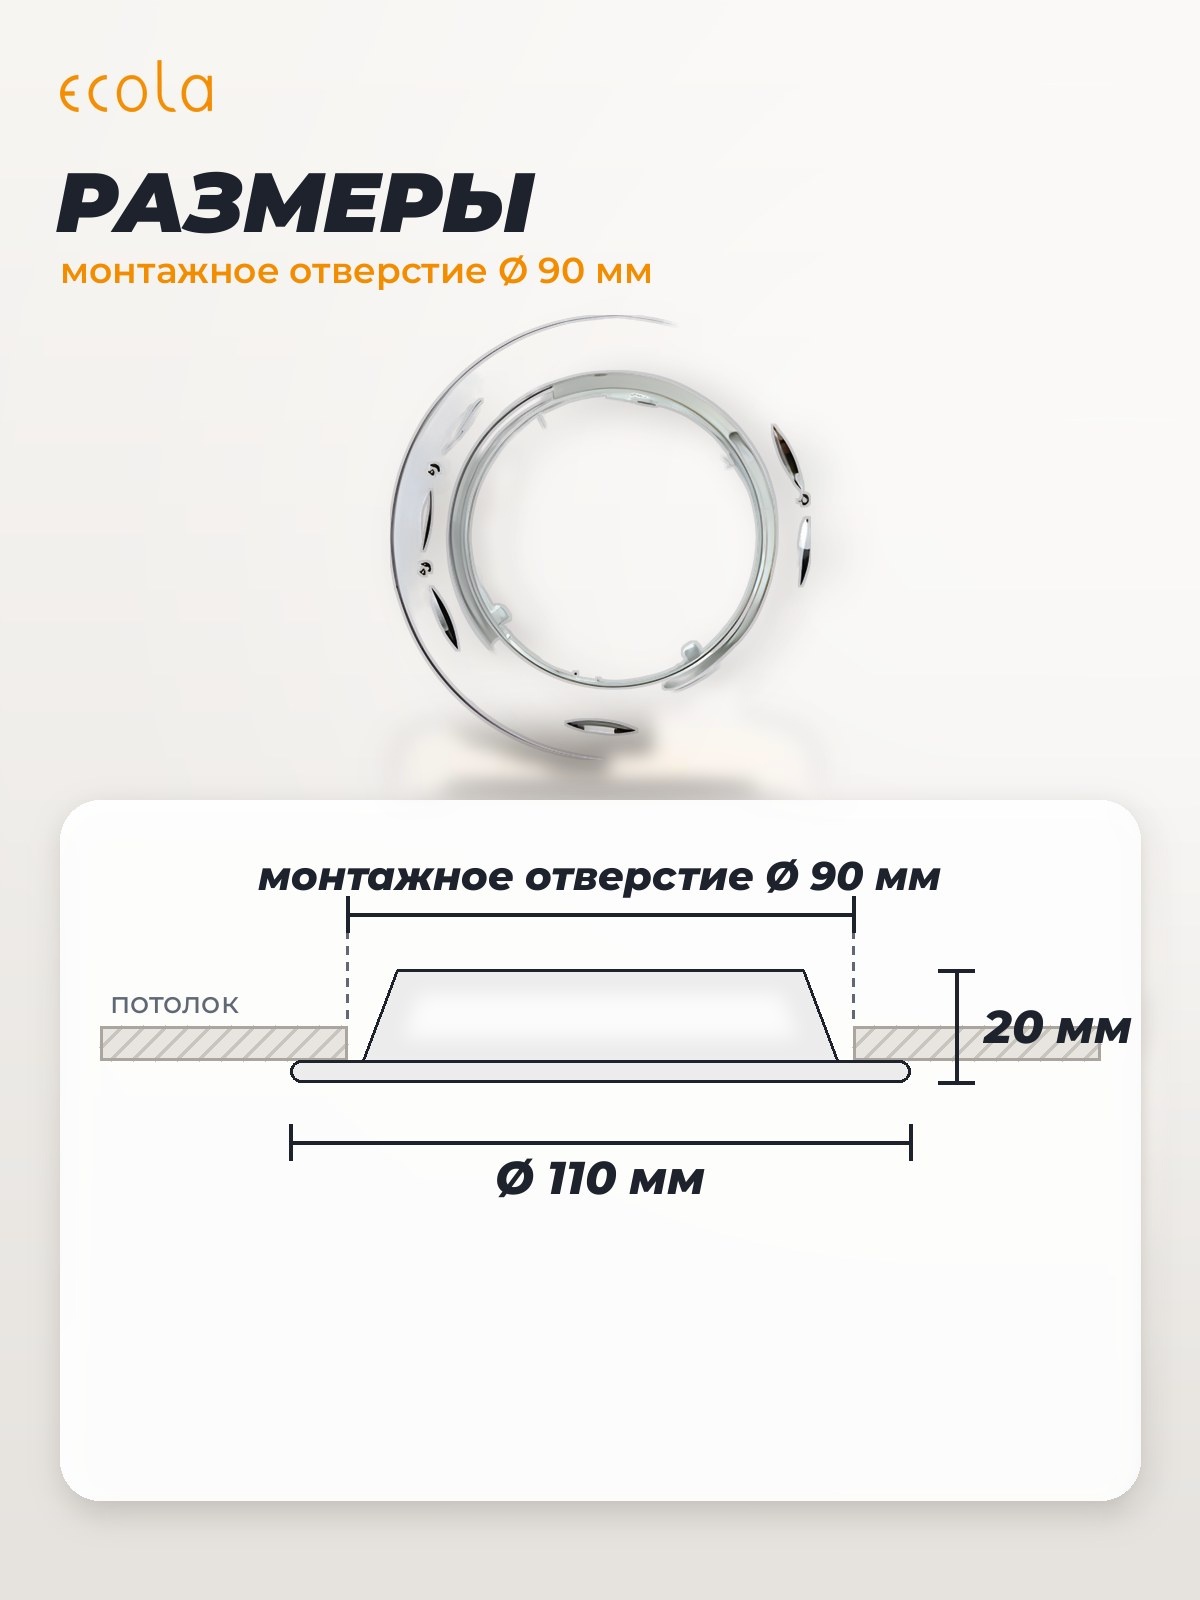 ecola
РАЗМЕРЫ
монтажное отверстие Ø 90 мм
монтажное отверстие Ø 90 мм
потолок
20 мм
Ø 110 мм